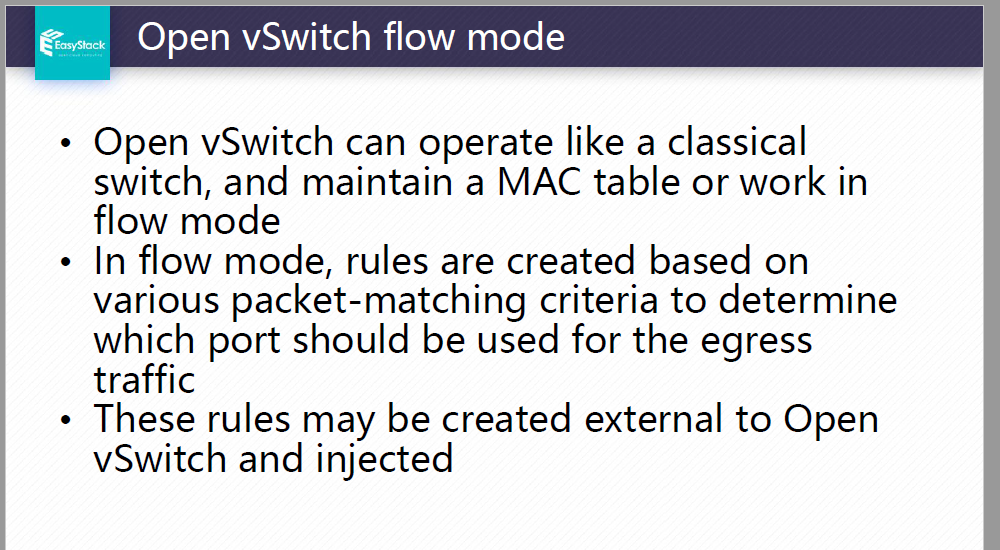 EasyStack
Open vSwitch flow mode
• Open vSwitch can operate like a classical
switch, and maintain a MAC table or work in
flow mode
• In flow mode, rules are created based on
various packet-matching criteria to determine
which port should be used for the egress
traffic
• These rules may be created external to Open
vSwitch and injected